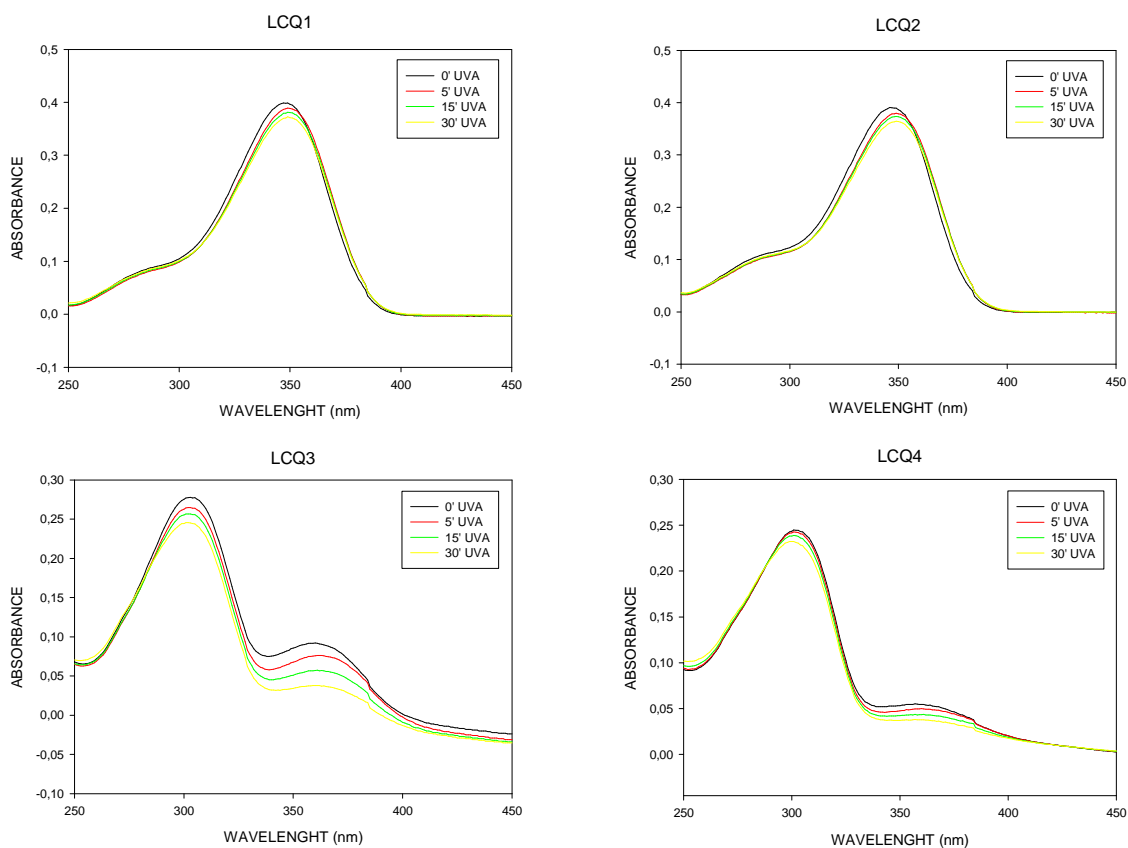 LCQ1
0,5
0,4
0,3
0,2
0,1
0,0
-0,1
ABSORBANCE
0' UVA
5' UVA
15' UVA
30' UVA
250
300
350
400
450
WAVELENGHT (nm)
LCQ2
0,5
0,4
0,3
0,2
0,1
0,0
-0,1
ABSORBANCE
0' UVA
5' UVA
15' UVA
30' UVA
250
300
350
400
450
WAVELENGHT (nm)
LCQ3
0,30
0,25
0,20
0,15
0,10
0,05
0,00
-0,05
-0,10
ABSORBANCE
0' UVA
5' UVA
15' UVA
30' UVA
250
300
350
400
450
WAVELENGHT (nm)
LCQ4
0,30
0,25
0,20
0,15
0,10
0,05
0,00
ABSORBANCE
0' UVA
5' UVA
15' UVA
30' UVA
250
300
350
400
450
WAVELENGHT (nm)